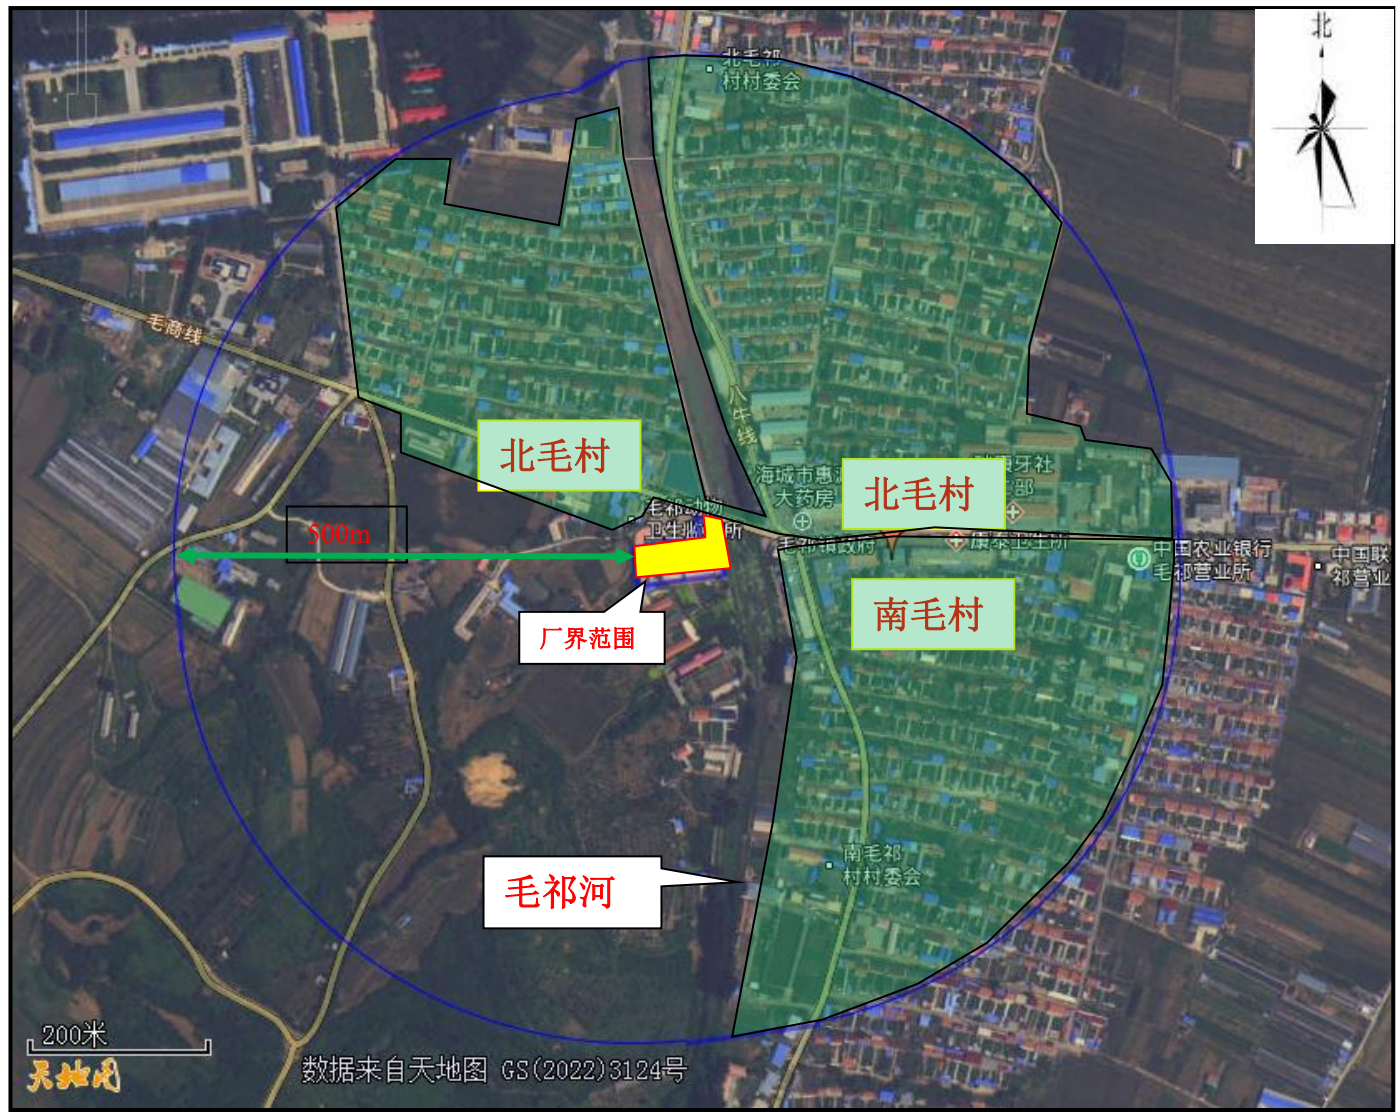 北
北毛祁
村村委会
毛商线
八牛线
北毛村
海城市惠
大药房
牙社
部
北毛村
毛祁动物
卫生监
所
500m
毛祁镇政府
康泰卫生所
中国农业银行
毛祁营业所
中国联
祁营业
南毛村
厂界范围
南毛祁
村村委会
毛祁河
200米
天地图
数据来自天地图 GS(2022)3124号